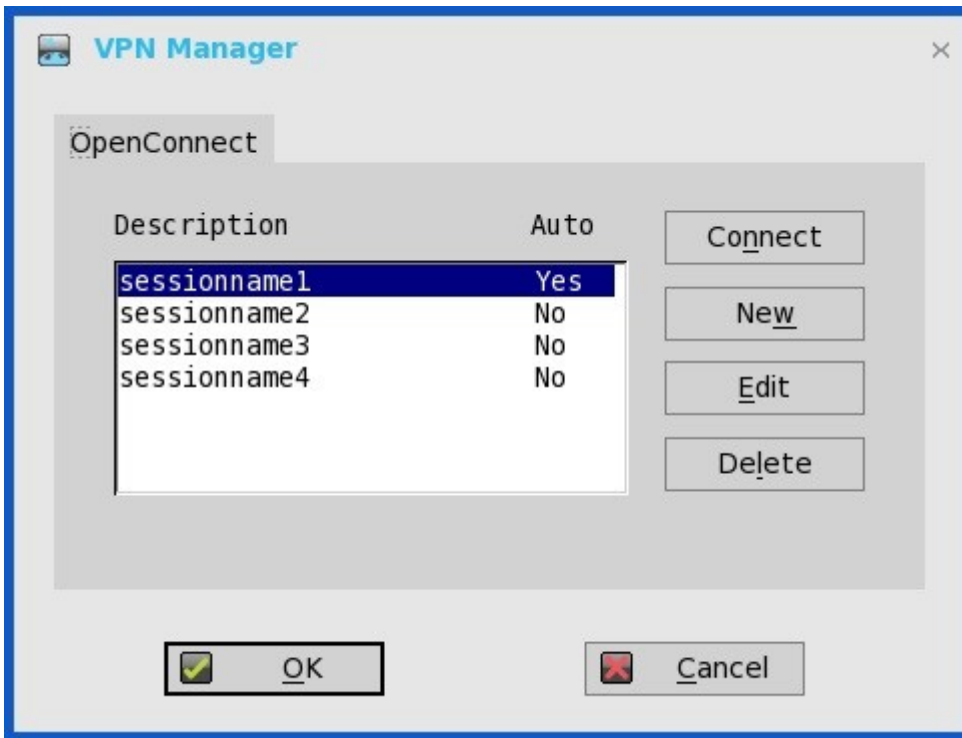 VPN Manager
OpenConnect
Description Auto
sessionname1 Yes
sessionname2 No
sessionname3 No
sessionname4 No
Connect
New
Edit
Delete
OK
Cancel